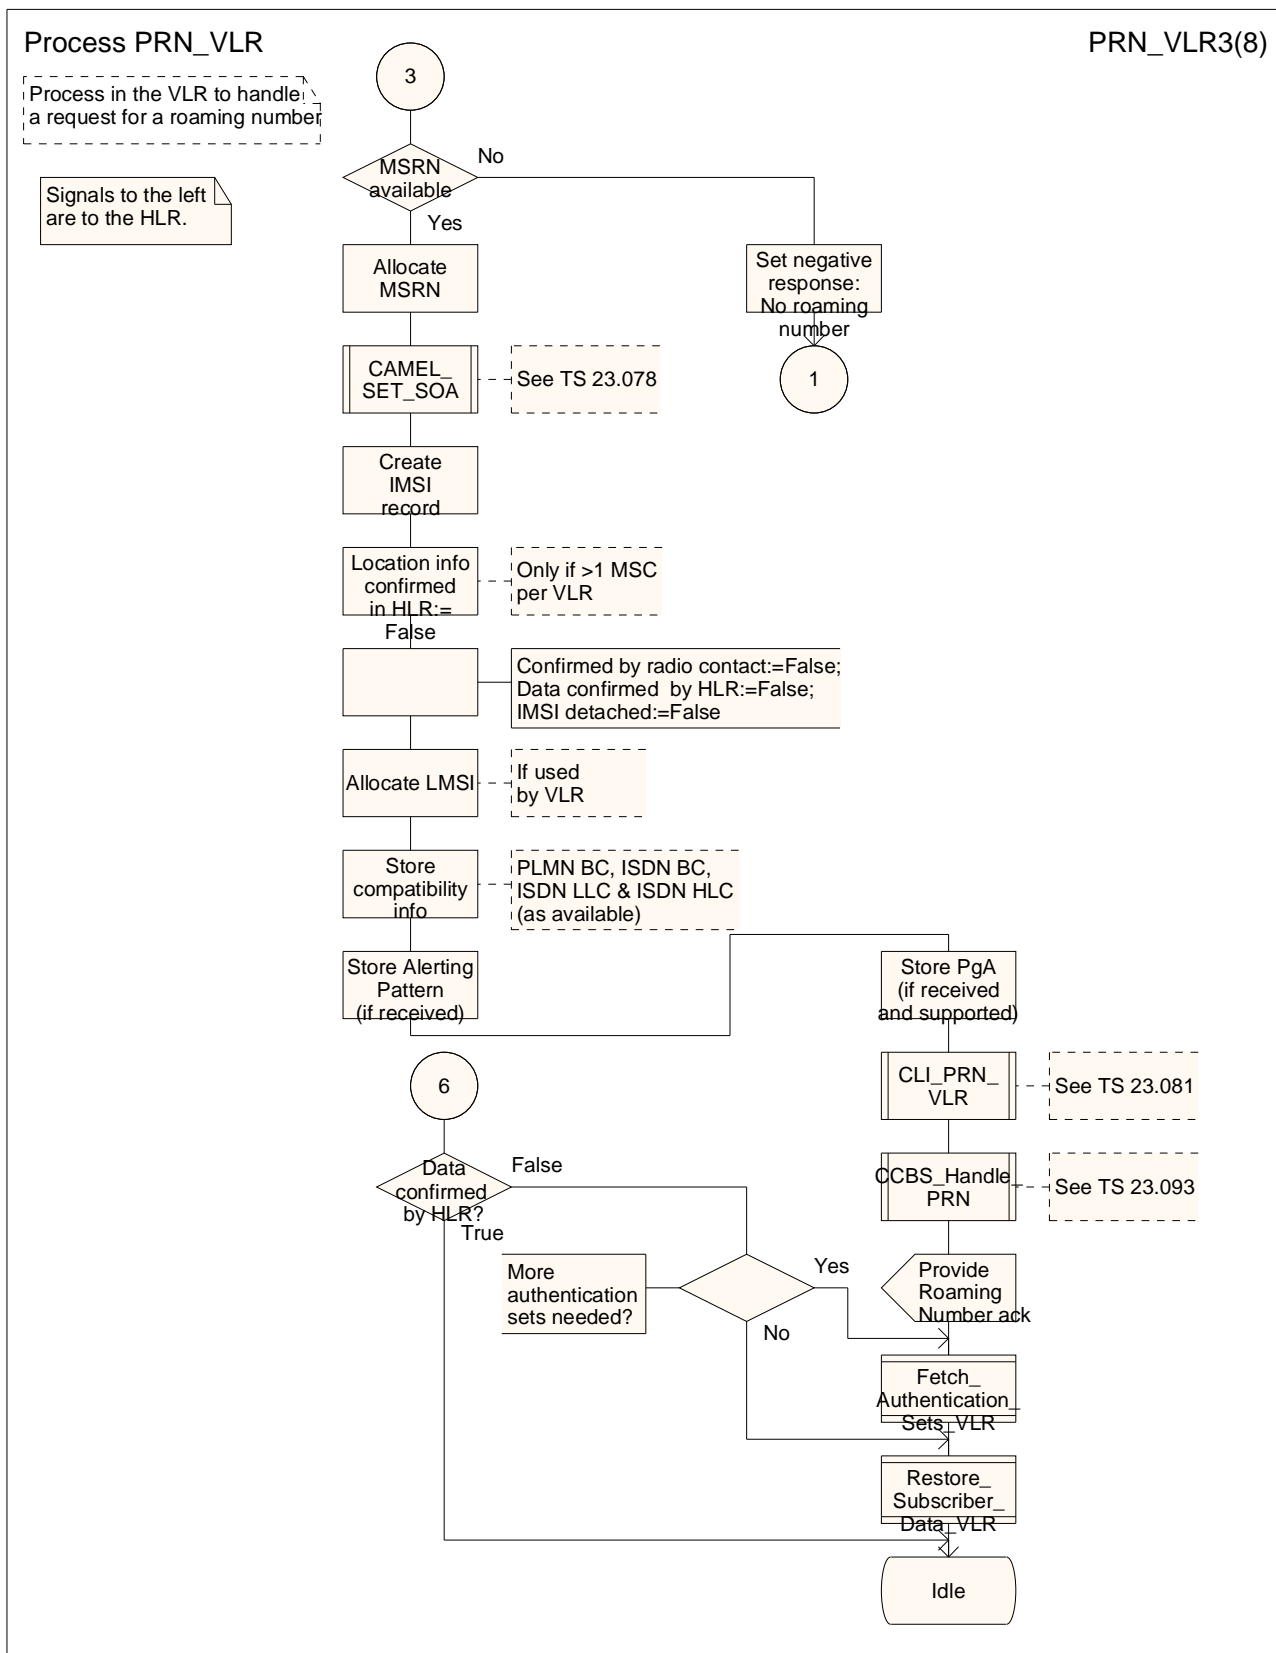 Process PRN_VLR
PRN_VLR3(8)
Process in the VLR to handle
a request for a roaming number
Signals to the left
are to the HLR.
3
MSRN
available
No
Yes
Allocate
MSRN
Set negative
response:
No roaming
number
1
CAMEL_
SET_SOA
See TS 23.078
Create
IMSI
record
Location info
confirmed
in HLR:=
False
Only if >1 MSC
per VLR
Confirmed by radio contact:=False;
Data confirmed  by HLR:=False;
IMSI detached:=False
Allocate LMSI
If used
by VLR
Store
compatibility
info
PLMN BC, ISDN BC,
ISDN LLC & ISDN HLC
(as available)
Store Alerting
Pattern
(if received)
Store PgA
(if received
and supported)
CLI_PRN_
VLR
See TS 23.081
CCBS_Handle_
PRN
See TS 23.093
Provide
Roaming
Number ack
6
Data
confirmed
by HLR?
False
True
More
authentication
sets needed?
Yes
No
Fetch_
Authentication_
Sets_VLR
Restore_
Subscriber_
Data_VLR
Idle